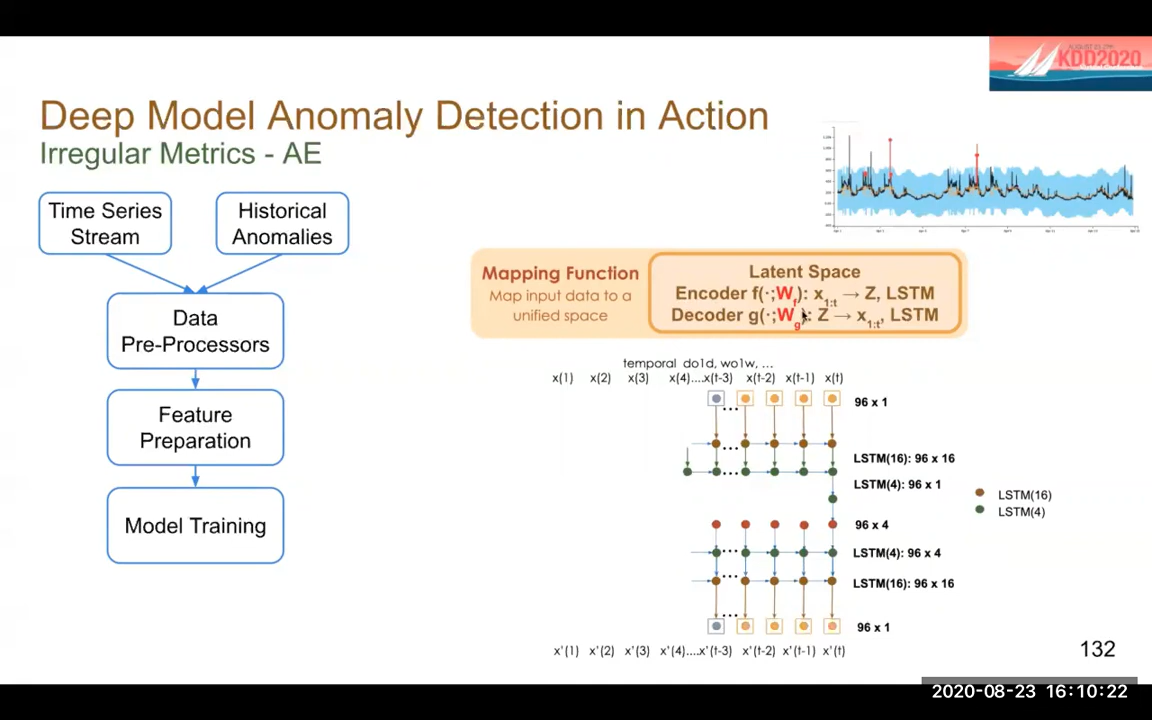 KDD2020
Deep Model Anomaly Detection in Action
Irregular Metrics - AE
Time Series
Stream
Historical
Anomalies
Data
Pre-Processors
Feature
Preparation
Model Training
Mapping Function
Map input data to a
unified space
Latent Space
Encoder f(·;Wf): x1:t → Z, LSTM
Decoder g(·;Wg): Z → x1:t, LSTM
temporal do1d, wo1w, ...
x(1) x(2) x(3) x(4)....x(t-3) x(t-2) x(t-1) x(t)
96 x 1
LSTM(16): 96 x 16
LSTM(4): 96 x 1
LSTM(16)
LSTM(4)
96 x 4
LSTM(4): 96 x 4
LSTM(16): 96 x 16
96 x 1
x'(1) x'(2) x'(3) x'(4)....x'(t-3) x'(t-2) x'(t-1) x'(t)
132
2020-08-23 16:10:22